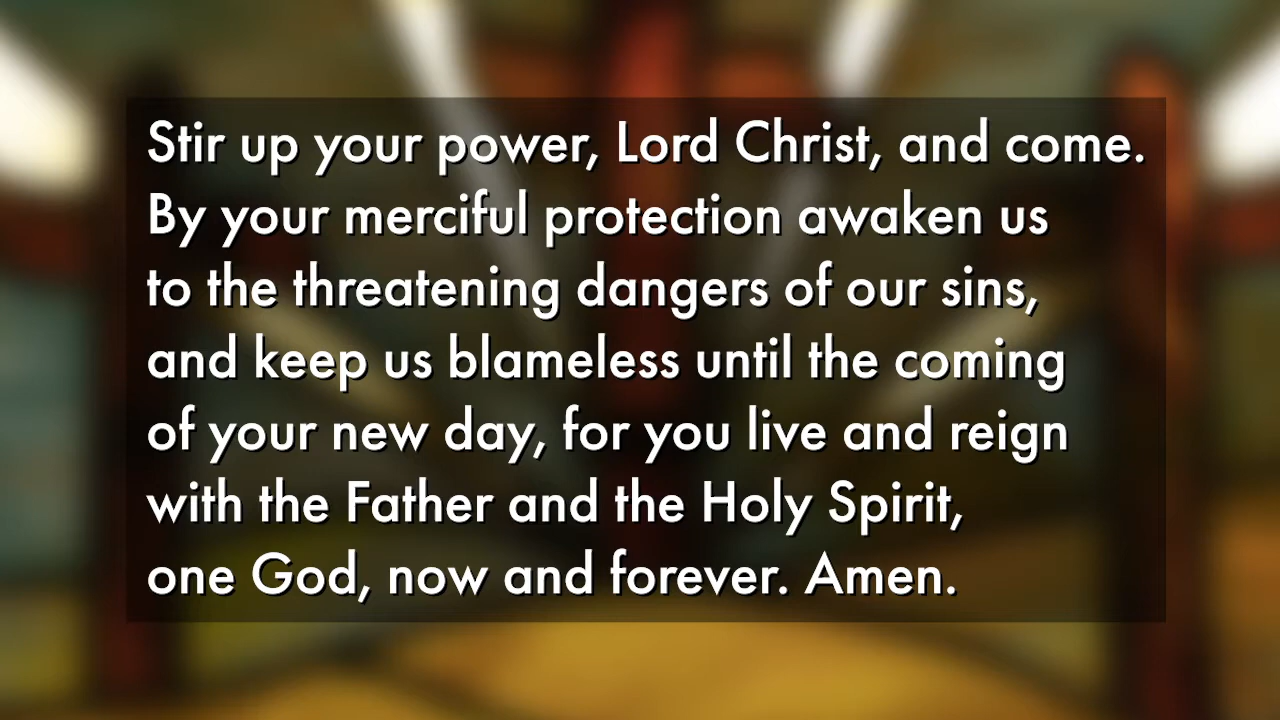 Stir up your power, Lord Christ, and come.
By your merciful protection awaken us
to the threatening dangers of our sins,
and keep us blameless until the coming
of your new day, for you live and reign
with the Father and the Holy Spirit,
one God, now and forever. Amen.